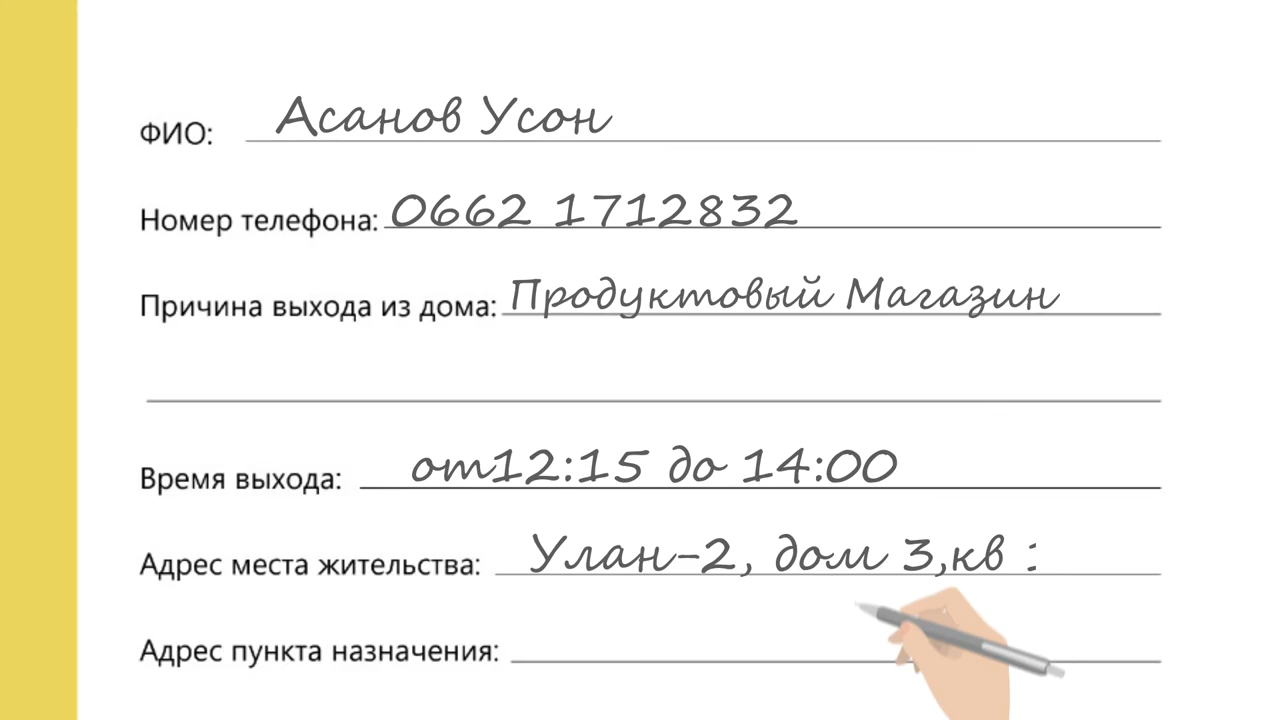 ФИО: Асанов Усон
Номер телефона: 0662 1712832
Причина выхода из дома: Продуктовый Магазин
Время выхода: от12:15 до 14:00
Адрес места жительства: Улан-2, дом 3,кв :
Адрес пункта назначения: